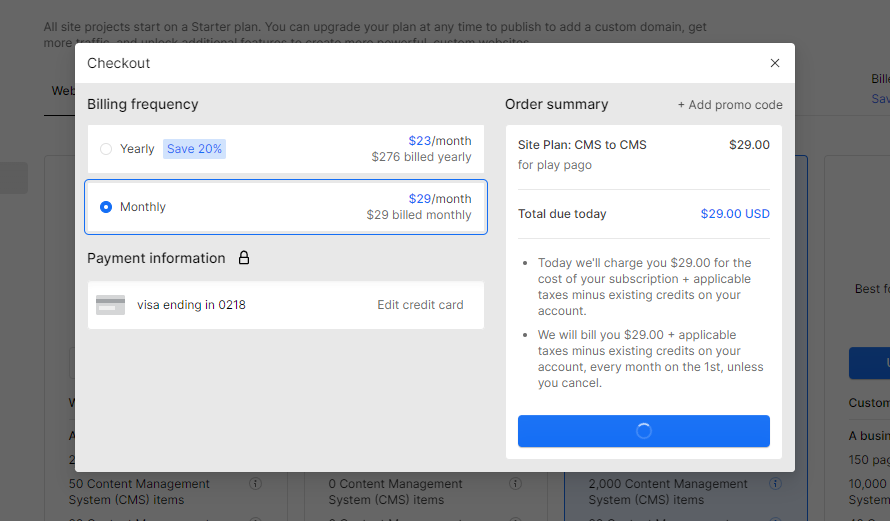 All site projects start on a Starter plan. You can upgrade your plan at any time to publish to add a custom domain, get
more traffic, and unlock additional features to create more powerful, custom websites.
Checkout
Billing frequency
Yearly Save 20%
$23/month
$276 billed yearly
Monthly
$29/month
$29 billed monthly
Payment information
visa ending in 0218 Edit credit card
Order summary + Add promo code
Site Plan: CMS to CMS $29.00
for play pago
Total due today $29.00 USD
• Today we'll charge you $29.00 for the
cost of your subscription + applicable
taxes minus existing credits on your
account.
• We will bill you $29.00 + applicable
taxes minus existing credits on your
account, every month on the 1st, unless
you cancel.
50 Content Management
System (CMS) items
0 Content Management
System (CMS) items
2,000 Content Management
System (CMS) items
A busin
150 pag
10,000
System